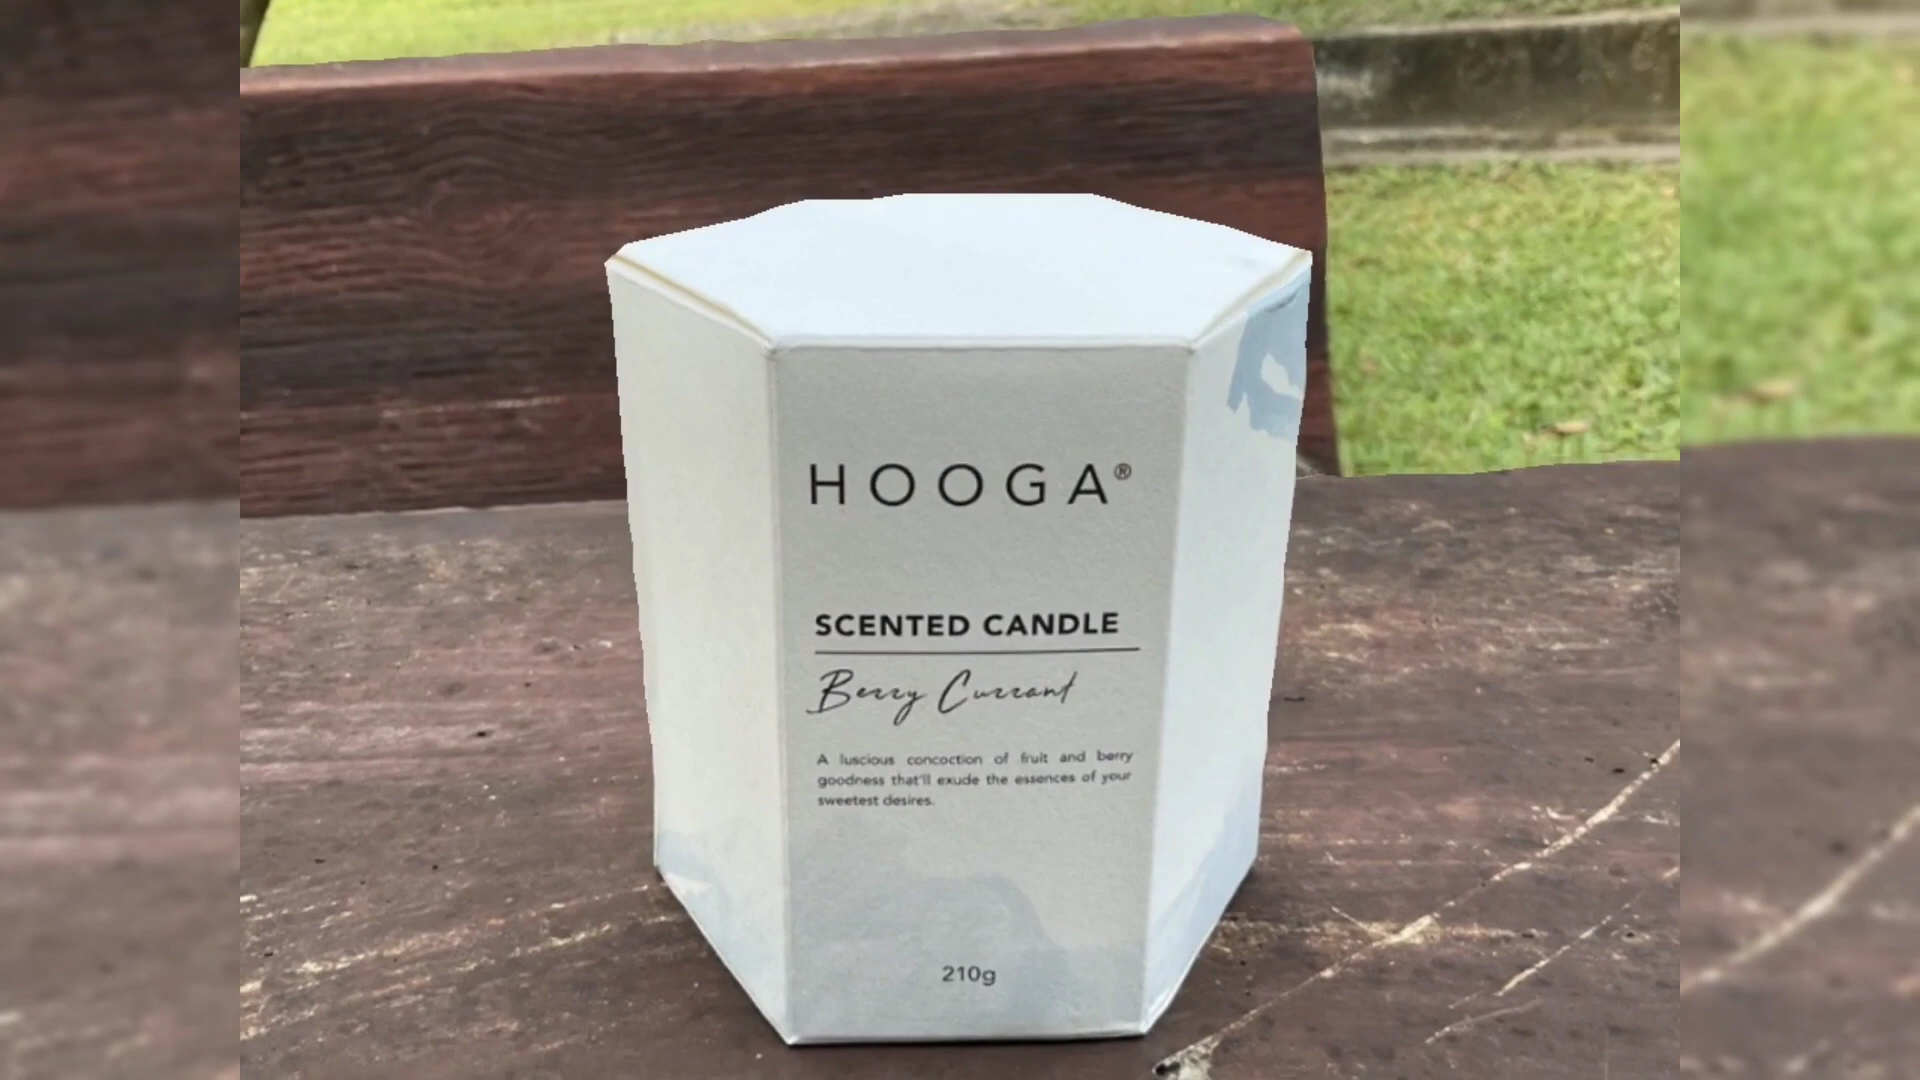 HOOGA®
SCENTED CANDLE
Berry Currant
A luscious concoction of fruit and berry
goodness that'll exude the essences of your
sweetest desires.
210g